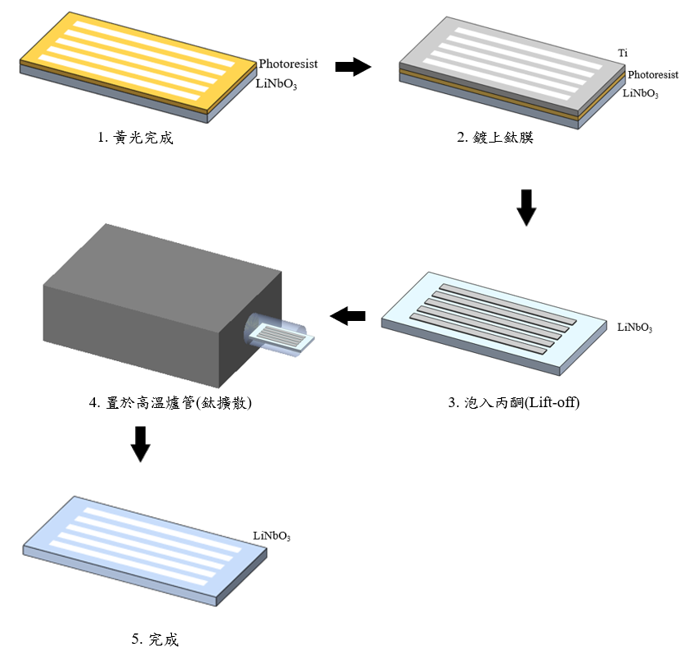 Photoresist
LiNbO₃
1. 黃光完成
Ti
Photoresist
LiNbO₃
2. 鍍上鈦膜
LiNbO₃
3. 泡入丙酮(Lift-off)
4. 置於高溫爐管(鈦擴散)
LiNbO₃
5. 完成